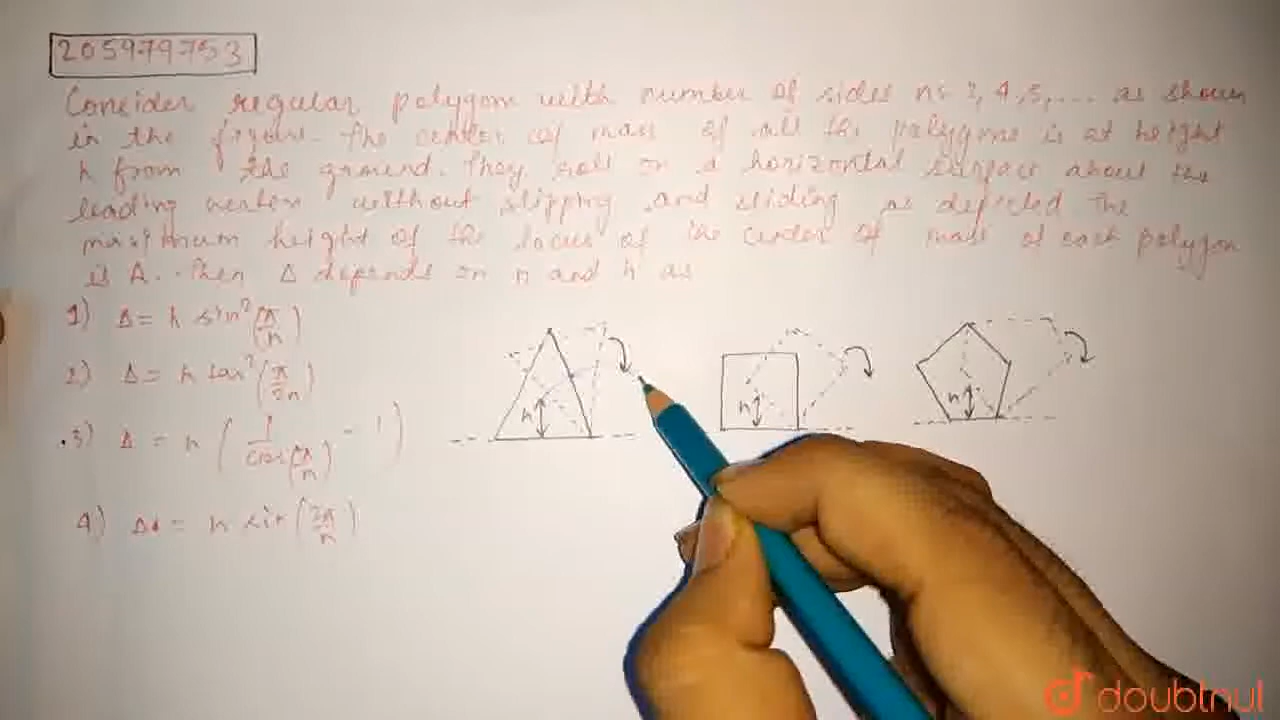 205979753
Consider regular polygon with number of sides n= 3, 4, 5, .... as shown
in the figure. The center of mass of all the polygons is at height
h from the ground. They roll on a horizontal surface about the
leading vertex without slipping and sliding as depicted. The
maximum height of the locus of the center of mass of each polygon
is Δ. Then Δ depends on n and h as
1) Δ = h sin²(π/n)
2) Δ = h tan²(π/2n)
3) Δ = h (1/cos(π/n) - 1)
4) Δ = h sin(2π/n)
h
h
h
doubtnut